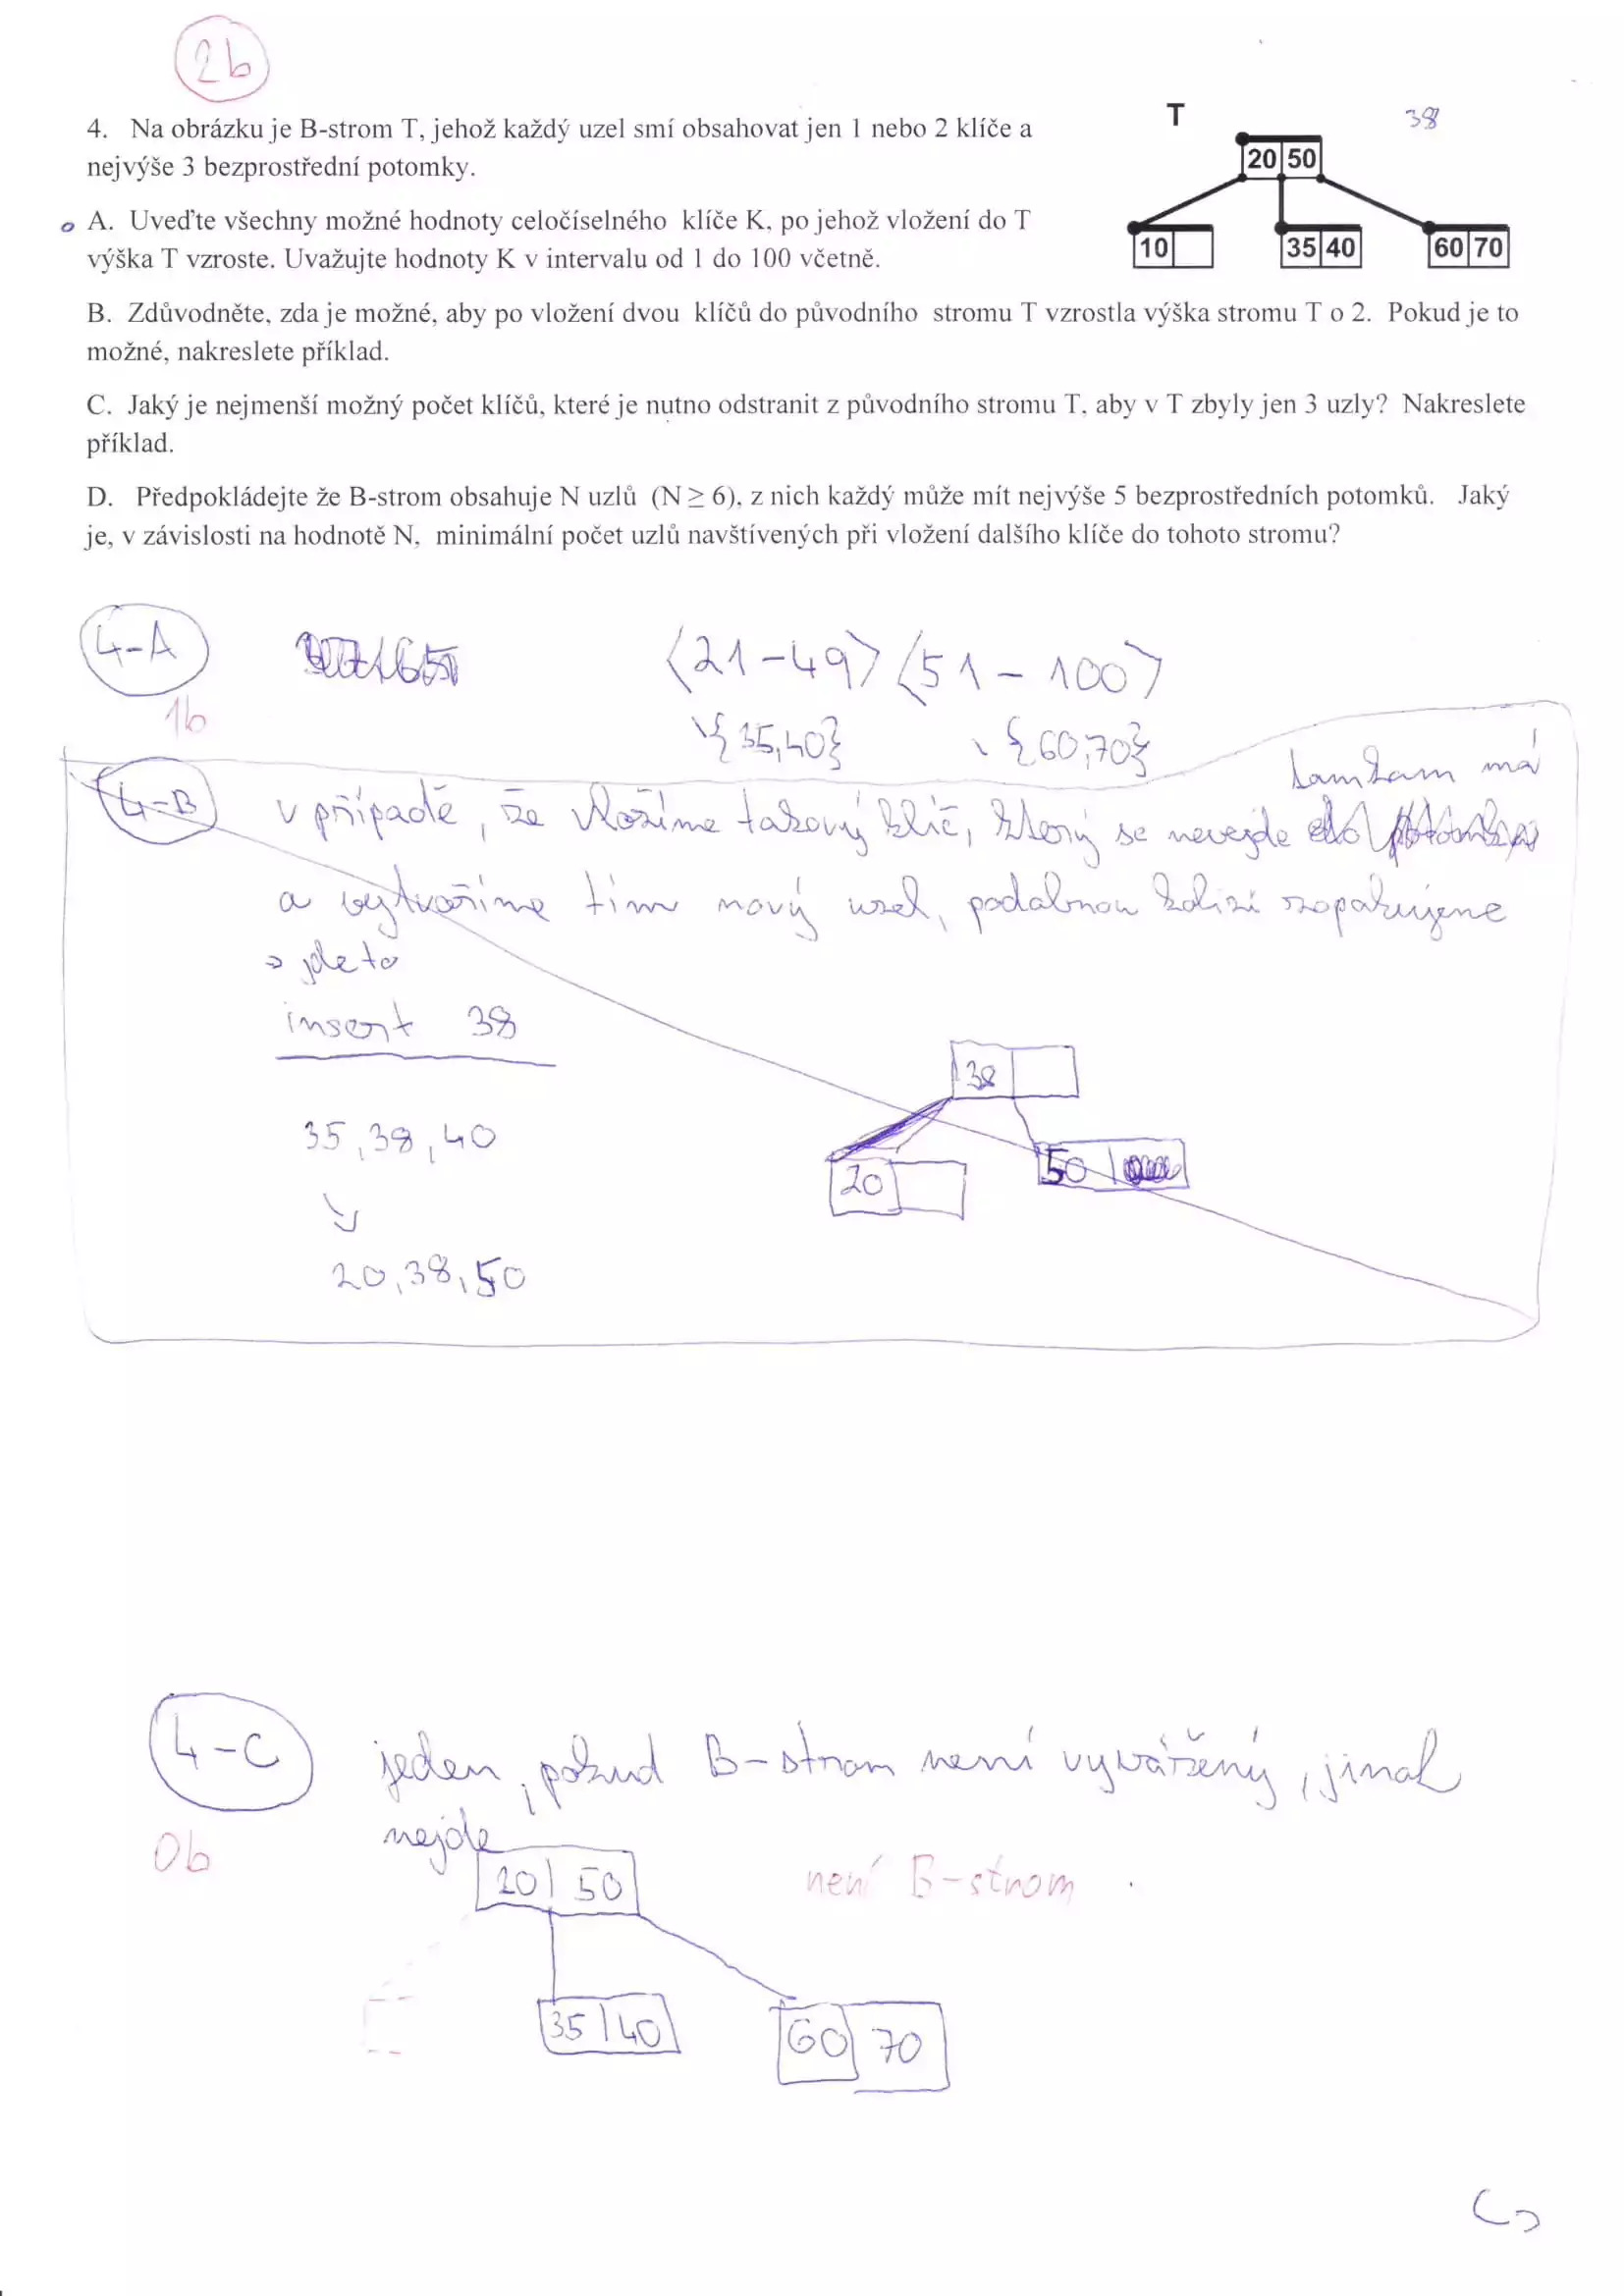 2b
4. Na obrázku je B-strom T, jehož každý uzel smí obsahovat jen 1 nebo 2 klíče a
nejvýše 3 bezprostřední potomky.
T
38
20 50
10
35 40
60 70
A. Uveďte všechny možné hodnoty celočíselného klíče K, po jehož vložení do T
výška T vzroste. Uvažujte hodnoty K v intervalu od 1 do 100 včetně.
B. Zdůvodněte, zda je možné, aby po vložení dvou klíčů do původního stromu T vzrostla výška stromu T o 2. Pokud je to
možné, nakreslete příklad.
C. Jaký je nejmenší možný počet klíčů, které je nutno odstranit z původního stromu T, aby v T zbyly jen 3 uzly? Nakreslete
příklad.
D. Předpokládejte že B-strom obsahuje N uzlů (N ≥ 6), z nich každý může mít nejvýše 5 bezprostředních potomků. Jaký
je, v závislosti na hodnotě N, minimální počet uzlů navštívených při vložení dalšího klíče do tohoto stromu?
4-A
⟨21-49⟩ ⟨51-100⟩
1b
\{35,40} \{60,70}
4-B
kam má
v případě, že vložíme takový klíč, který se nevejde
a vytvoříme tím nový uzel, podobnou kolizi zopakujeme
⇒ jde to
insert 38
38
35, 38, 40
20
50
20, 38, 50
4-C
jeden, pokud B-strom není vyvážený, jinak
nejde
0b
20 50
není B-strom
35 40
60 70